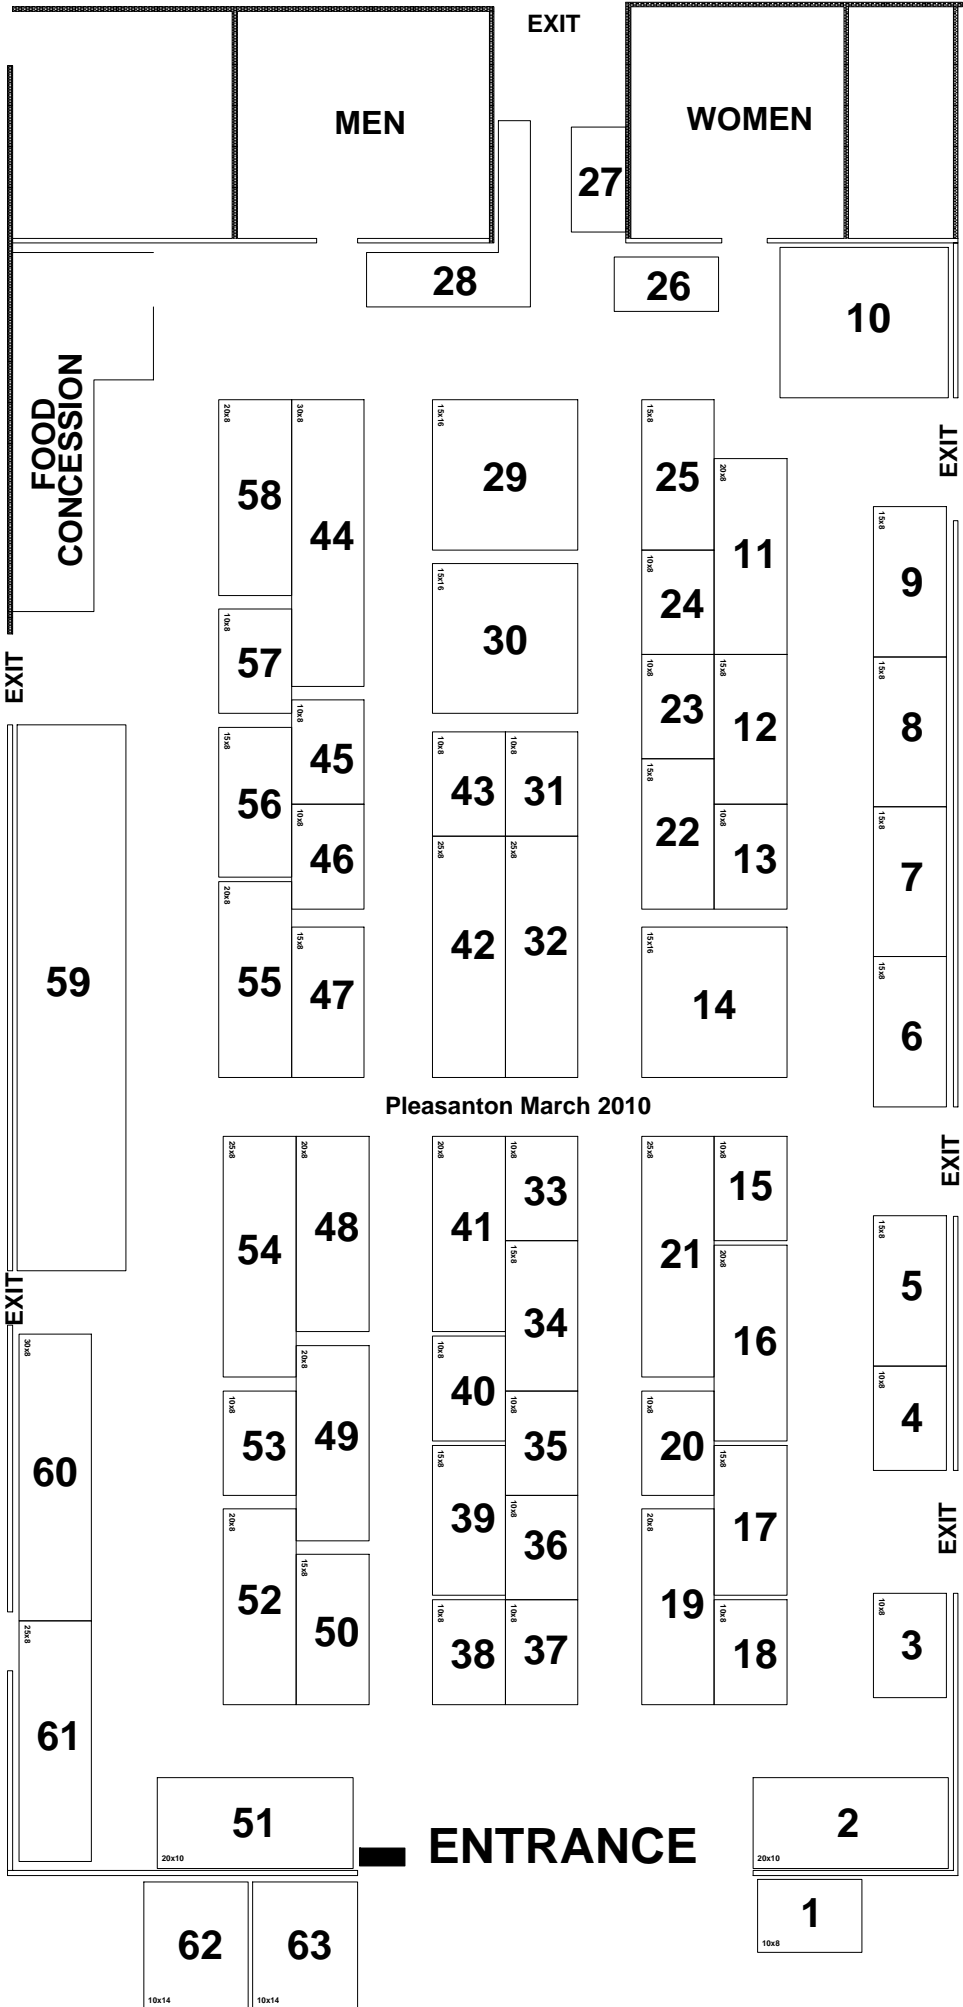 EXIT
MEN
WOMEN
27
28
26
10
FOOD
CONCESSION
EXIT
20x8
58
30x8
44
15x16
29
15x8
25
20x8
11
15x8
9
10x8
57
15x16
30
10x8
24
EXIT
10x8
45
10x8
23
15x8
12
15x8
8
15x8
56
10x8
43
10x8
31
15x8
22
10x8
46
10x8
13
15x8
7
59
20x8
55
15x8
47
25x8
42
25x8
32
15x16
14
15x8
6
Pleasanton March 2010
EXIT
25x8
54
20x8
48
20x8
41
10x8
33
25x8
21
10x8
15
15x8
5
EXIT
15x8
34
20x8
16
30x8
60
20x8
49
10x8
40
10x8
4
10x8
53
10x8
35
10x8
20
15x8
39
15x8
17
EXIT
20x8
52
10x8
36
20x8
19
15x8
50
10x8
38
10x8
37
10x8
18
10x8
3
25x8
61
51
20x10
ENTRANCE
2
20x10
1
10x8
62
10x14
63
10x14